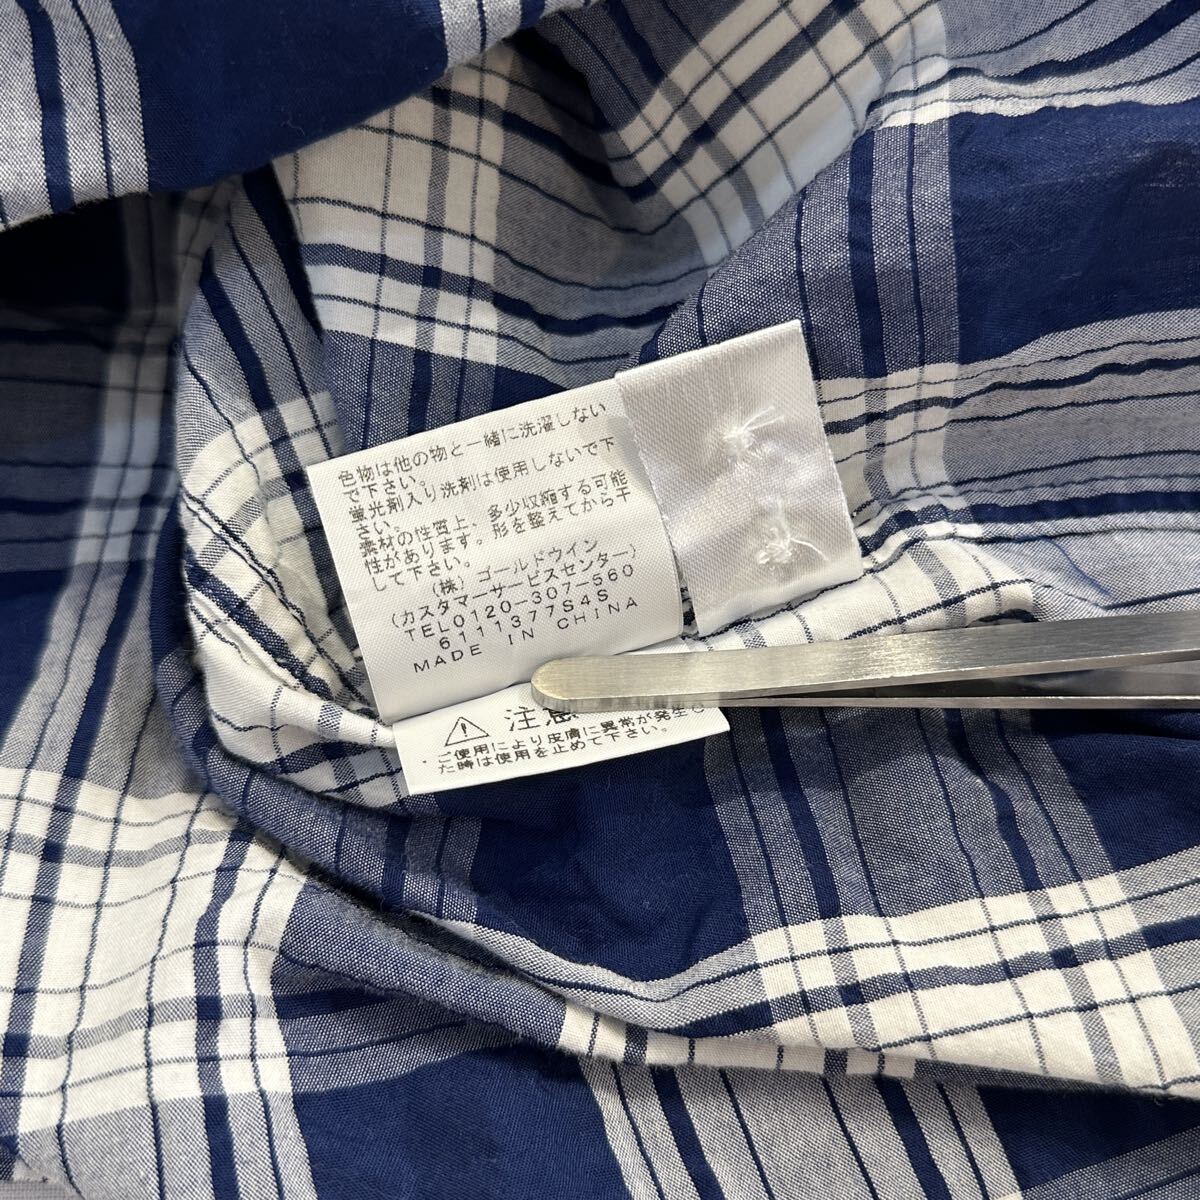 色物は他の物と一緒に洗濯しない
で下さい。
蛍光剤入り洗剤は使用しないで下
さい。
素材の性質上、多少収縮する可能
性があります。形を整えてから干
して下さい。
(株)ゴールドウイン
(カスタマーサービスセンター)
TEL0120-307-560
6111377S4S
MADE IN CHINA
注意
・ご使用により皮膚に異常が発生し
た時は使用を止めて下さい。